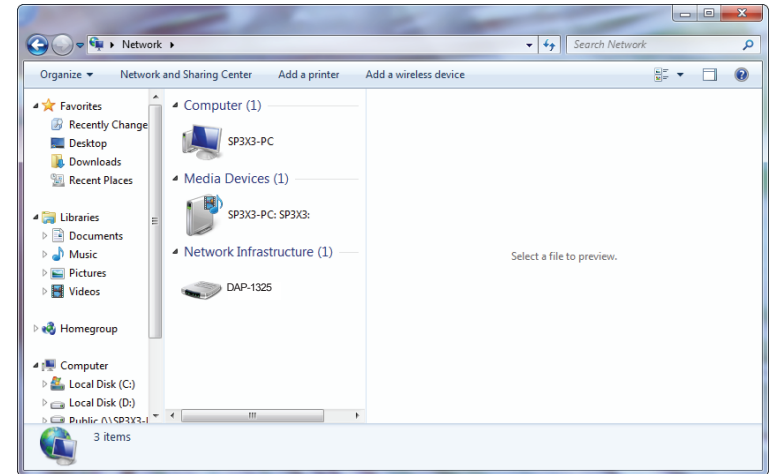 Network
Search Network
Organize
Network and Sharing Center
Add a printer
Add a wireless device
Favorites
Recently Change
Desktop
Downloads
Recent Places
Libraries
Documents
Music
Pictures
Videos
Homegroup
Computer
Local Disk (C:)
Local Disk (D:)
Public (\\SP3X3-
Computer (1)
SP3X3-PC
Media Devices (1)
SP3X3-PC: SP3X3:
Network Infrastructure (1)
DAP-1325
Select a file to preview.
3 items